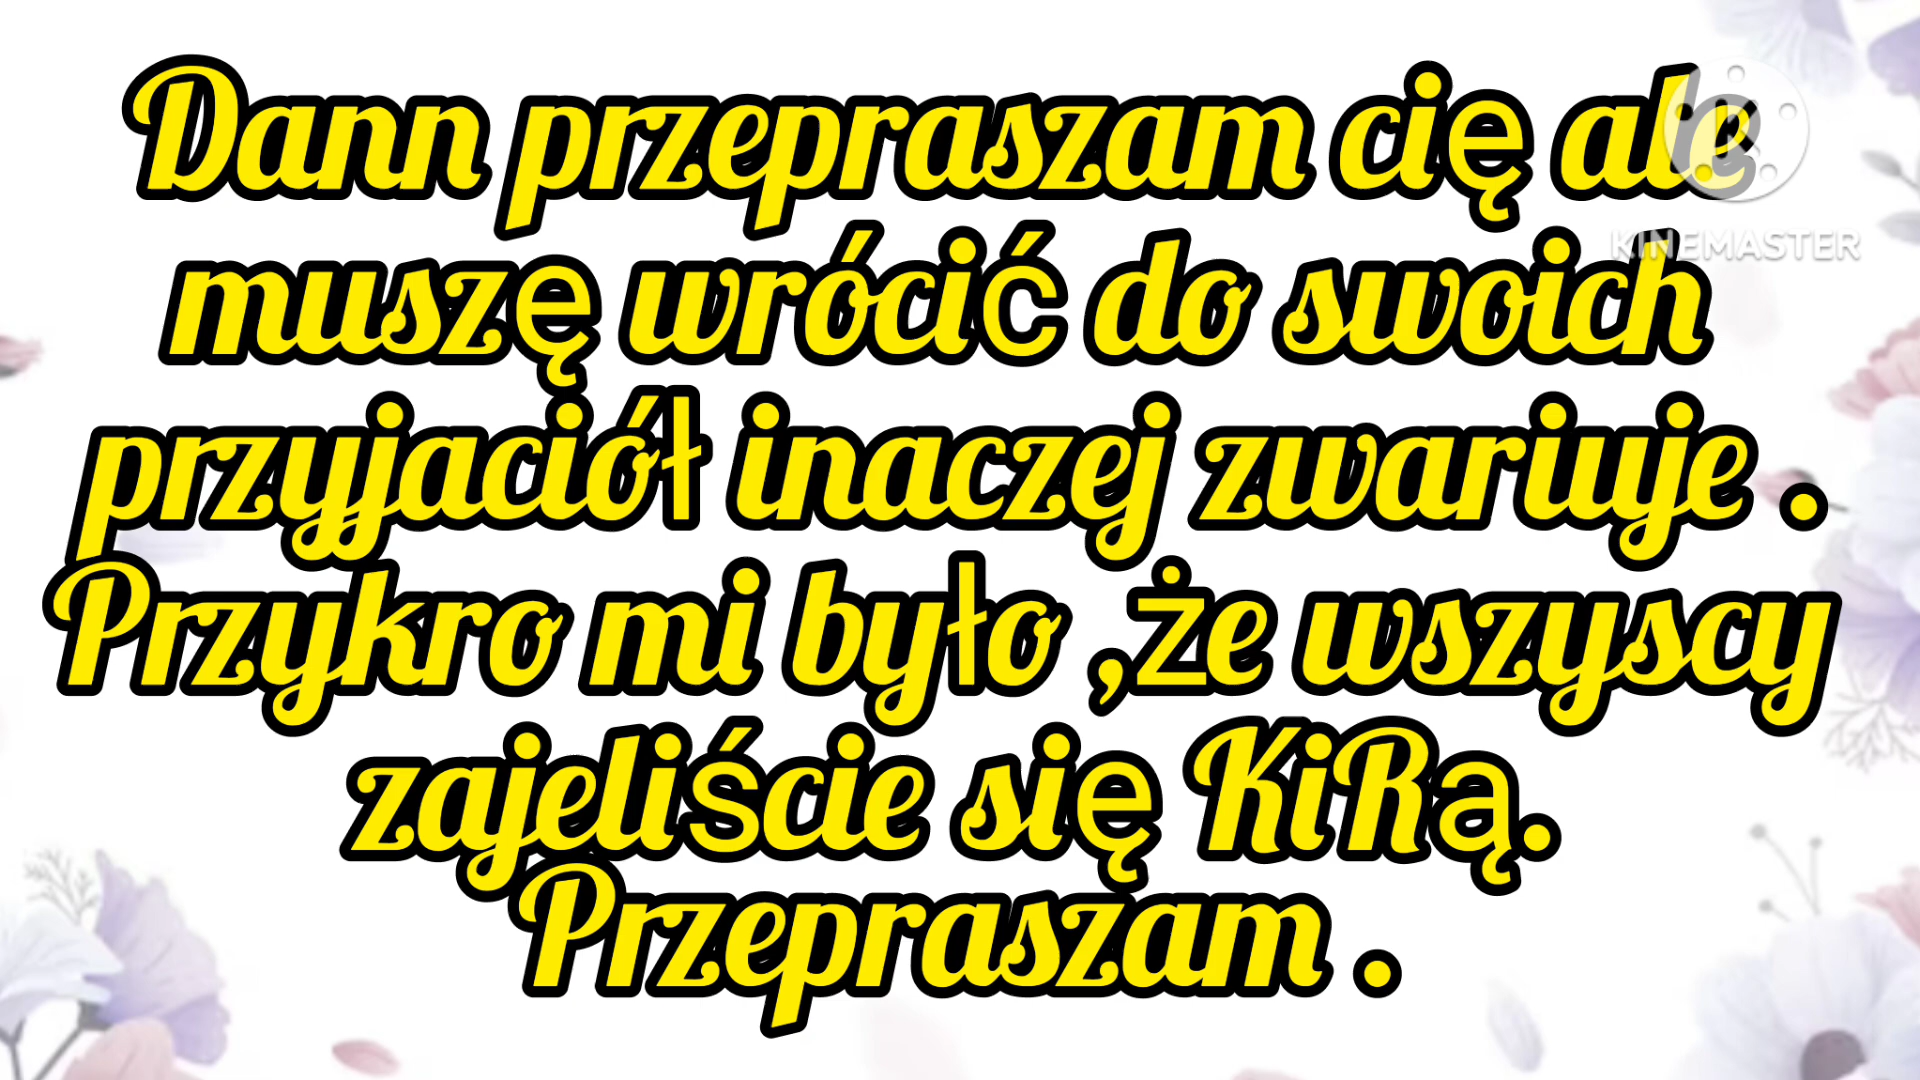 Dann przepraszam cię ale
KINEMASTER
muszę wrócić do swoich
przyjaciół inaczej zwariuje .
Przykro mi było ,że wszyscy
zajeliście się KiRą.
Przepraszam .